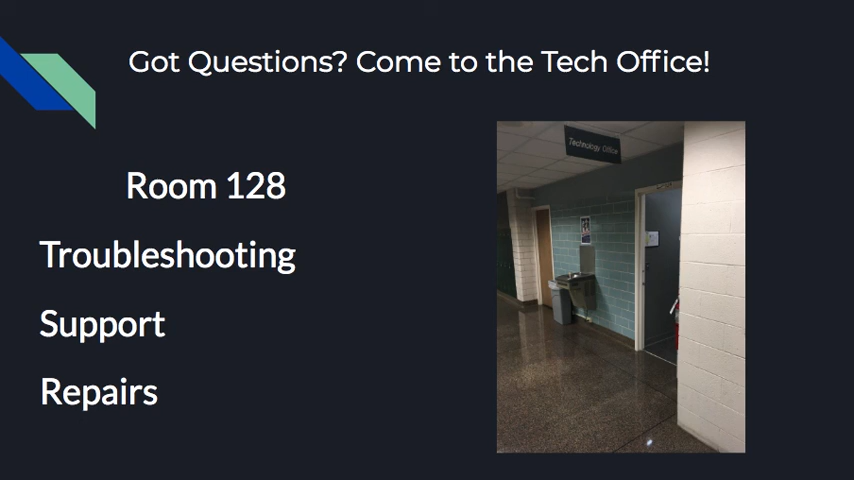 Got Questions? Come to the Tech Office!
Room 128
Troubleshooting
Support
Repairs
Technology Office